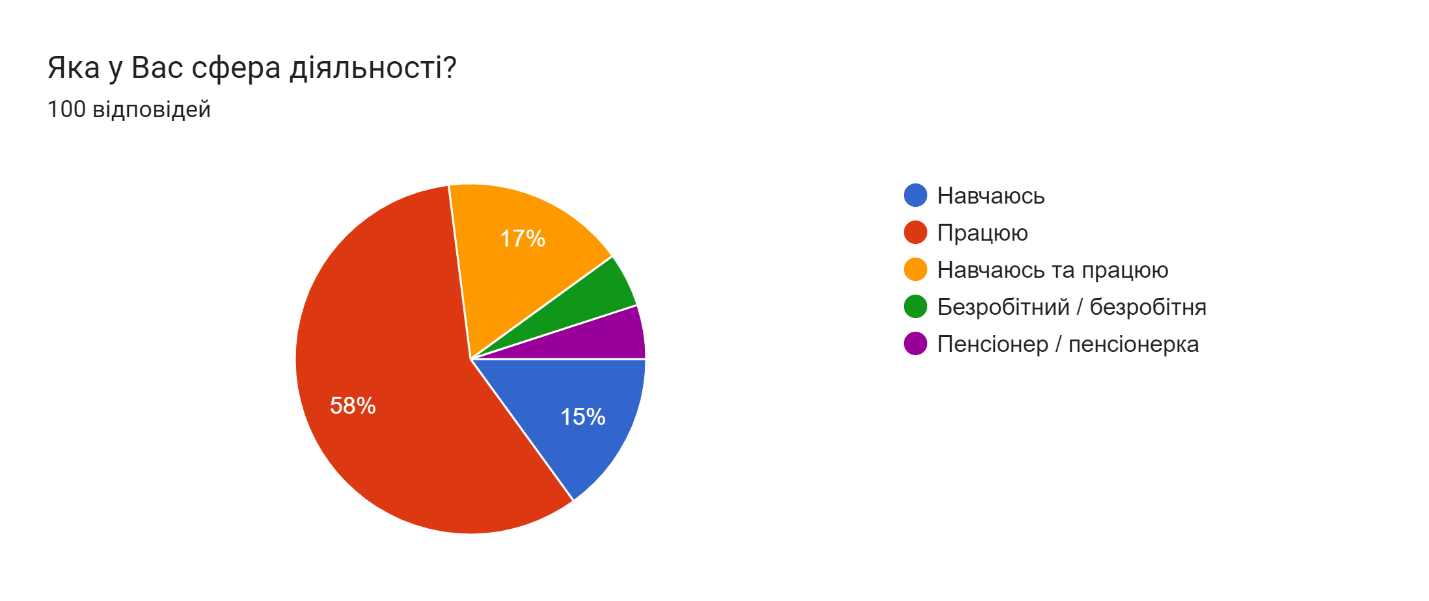 Яка у Вас сфера діяльності?
100 відповідей
17%
58%
15%
Навчаюсь
Працюю
Навчаюсь та працюю
Безробітний / безробітня
Пенсіонер / пенсіонерка